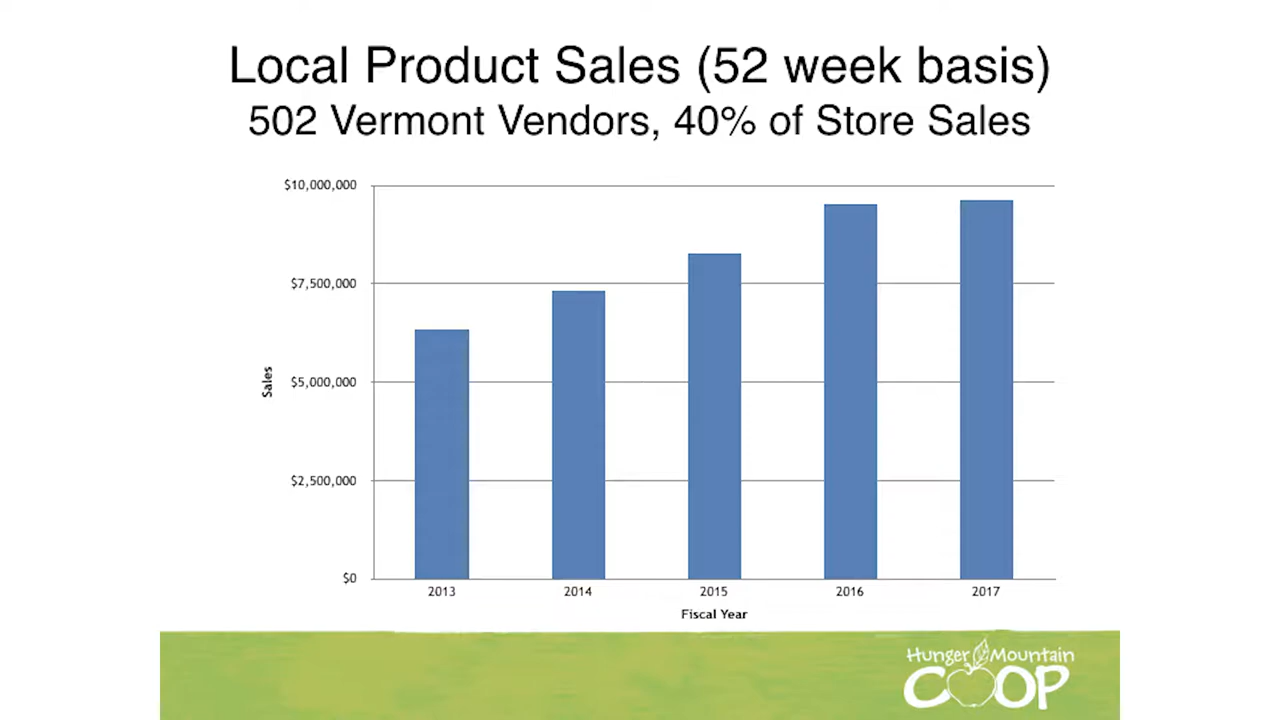 Local Product Sales (52 week basis)
502 Vermont Vendors, 40% of Store Sales
$10,000,000
$7,500,000
$5,000,000
$2,500,000
$0
Sales
2013 2014 2015 2016 2017
Fiscal Year
Hunger Mountain
COOP